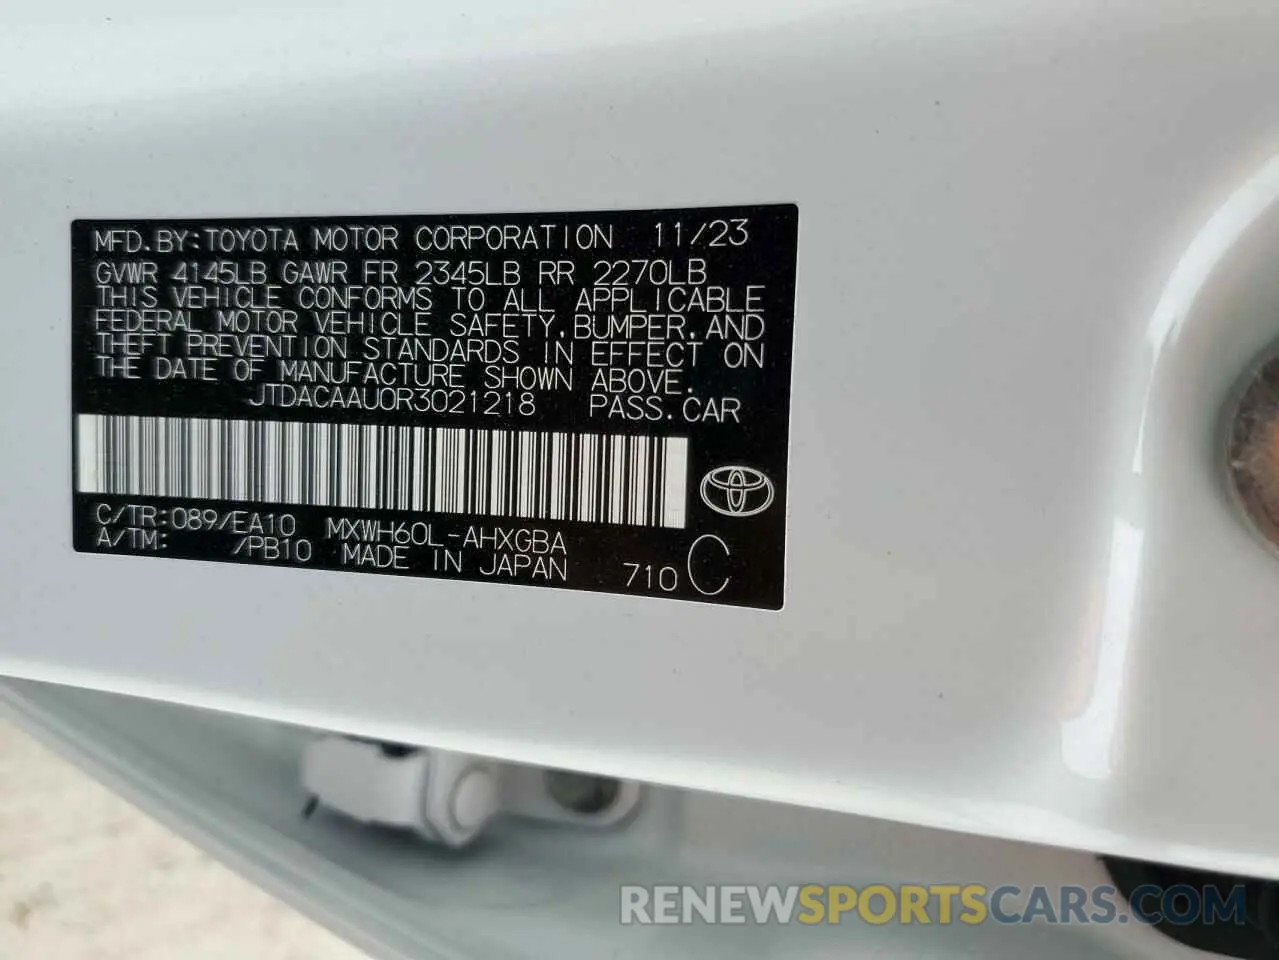 MFD.BY:TOYOTA MOTOR CORPORATION 11/23
GVWR 4145LB GAWR FR 2345LB RR 2270LB
THIS VEHICLE CONFORMS TO ALL APPLICABLE
FEDERAL MOTOR VEHICLE SAFETY,BUMPER,AND
THEFT PREVENTION STANDARDS IN EFFECT ON
THE DATE OF MANUFACTURE SHOWN ABOVE.
JTDACAAU0R3021218 PASS.CAR
C/TR:089/EA10 MXWH60L-AHXGBA
A/TM: /PB10 MADE IN JAPAN 710 C
RENEWSPORTSCARS.COM